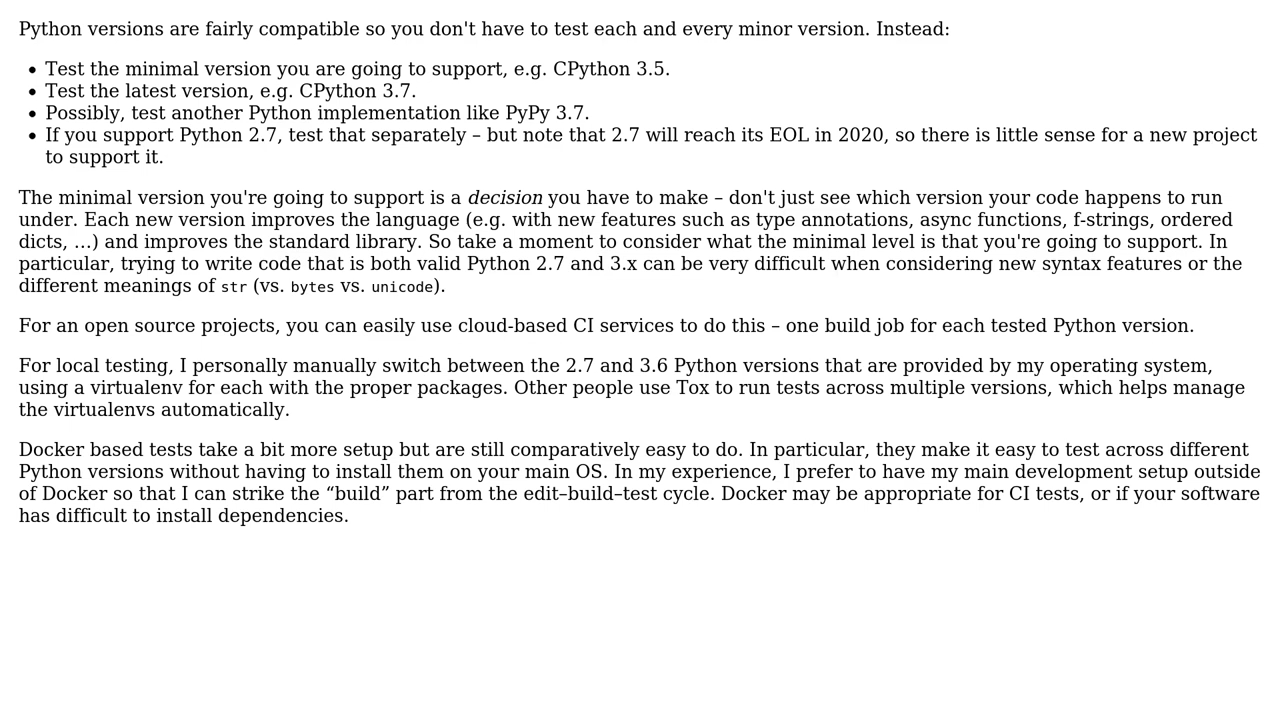 Python versions are fairly compatible so you don't have to test each and every minor version. Instead:
• Test the minimal version you are going to support, e.g. CPython 3.5.
• Test the latest version, e.g. CPython 3.7.
• Possibly, test another Python implementation like PyPy 3.7.
• If you support Python 2.7, test that separately – but note that 2.7 will reach its EOL in 2020, so there is little sense for a new project
to support it.
The minimal version you're going to support is a decision you have to make – don't just see which version your code happens to run
under. Each new version improves the language (e.g. with new features such as type annotations, async functions, f-strings, ordered
dicts, …) and improves the standard library. So take a moment to consider what the minimal level is that you're going to support. In
particular, trying to write code that is both valid Python 2.7 and 3.x can be very difficult when considering new syntax features or the
different meanings of str (vs. bytes vs. unicode).
For an open source projects, you can easily use cloud-based CI services to do this – one build job for each tested Python version.
For local testing, I personally manually switch between the 2.7 and 3.6 Python versions that are provided by my operating system,
using a virtualenv for each with the proper packages. Other people use Tox to run tests across multiple versions, which helps manage
the virtualenvs automatically.
Docker based tests take a bit more setup but are still comparatively easy to do. In particular, they make it easy to test across different
Python versions without having to install them on your main OS. In my experience, I prefer to have my main development setup outside
of Docker so that I can strike the “build” part from the edit–build–test cycle. Docker may be appropriate for CI tests, or if your software
has difficult to install dependencies.